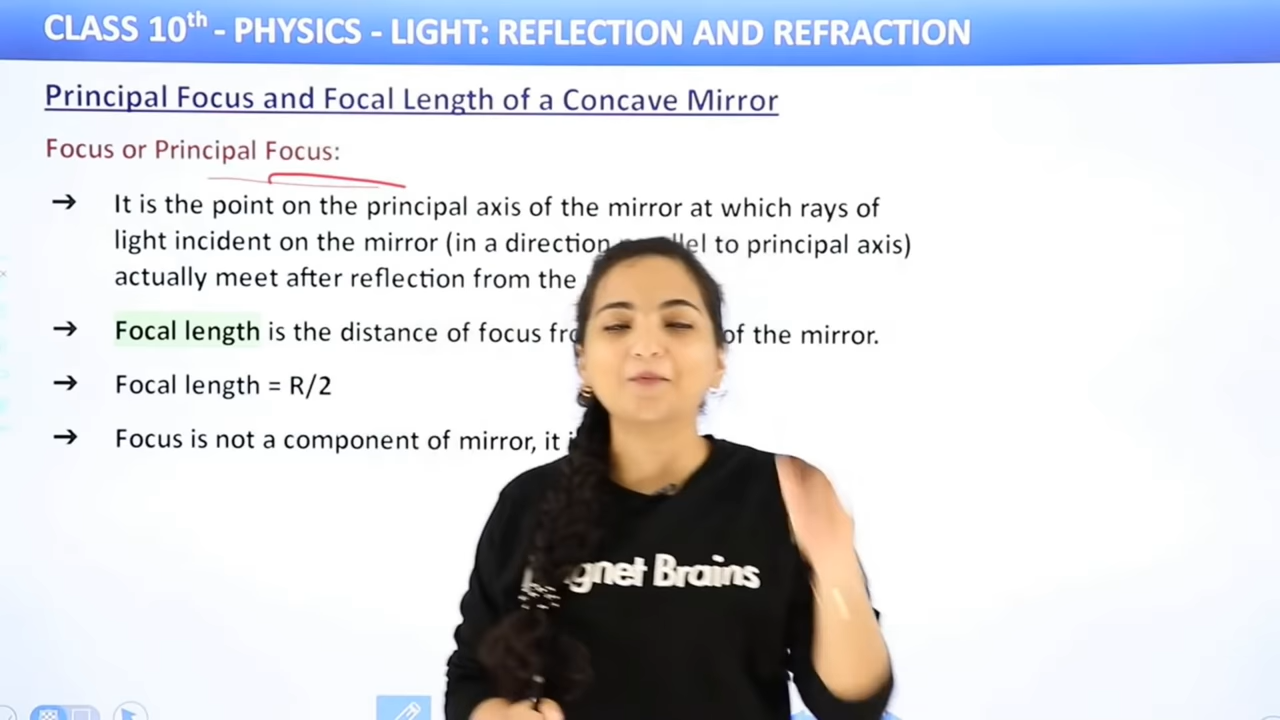 CLASS 10th - PHYSICS - LIGHT: REFLECTION AND REFRACTION
Principal Focus and Focal Length of a Concave Mirror
Focus or Principal Focus:
→ It is the point on the principal axis of the mirror at which rays of
light incident on the mirror (in a direction to principal axis)
actually meet after reflection from the
→ Focal length is the distance of focus of the mirror.
→ Focal length = R/2
→ Focus is not a component of mirror, it
Brains